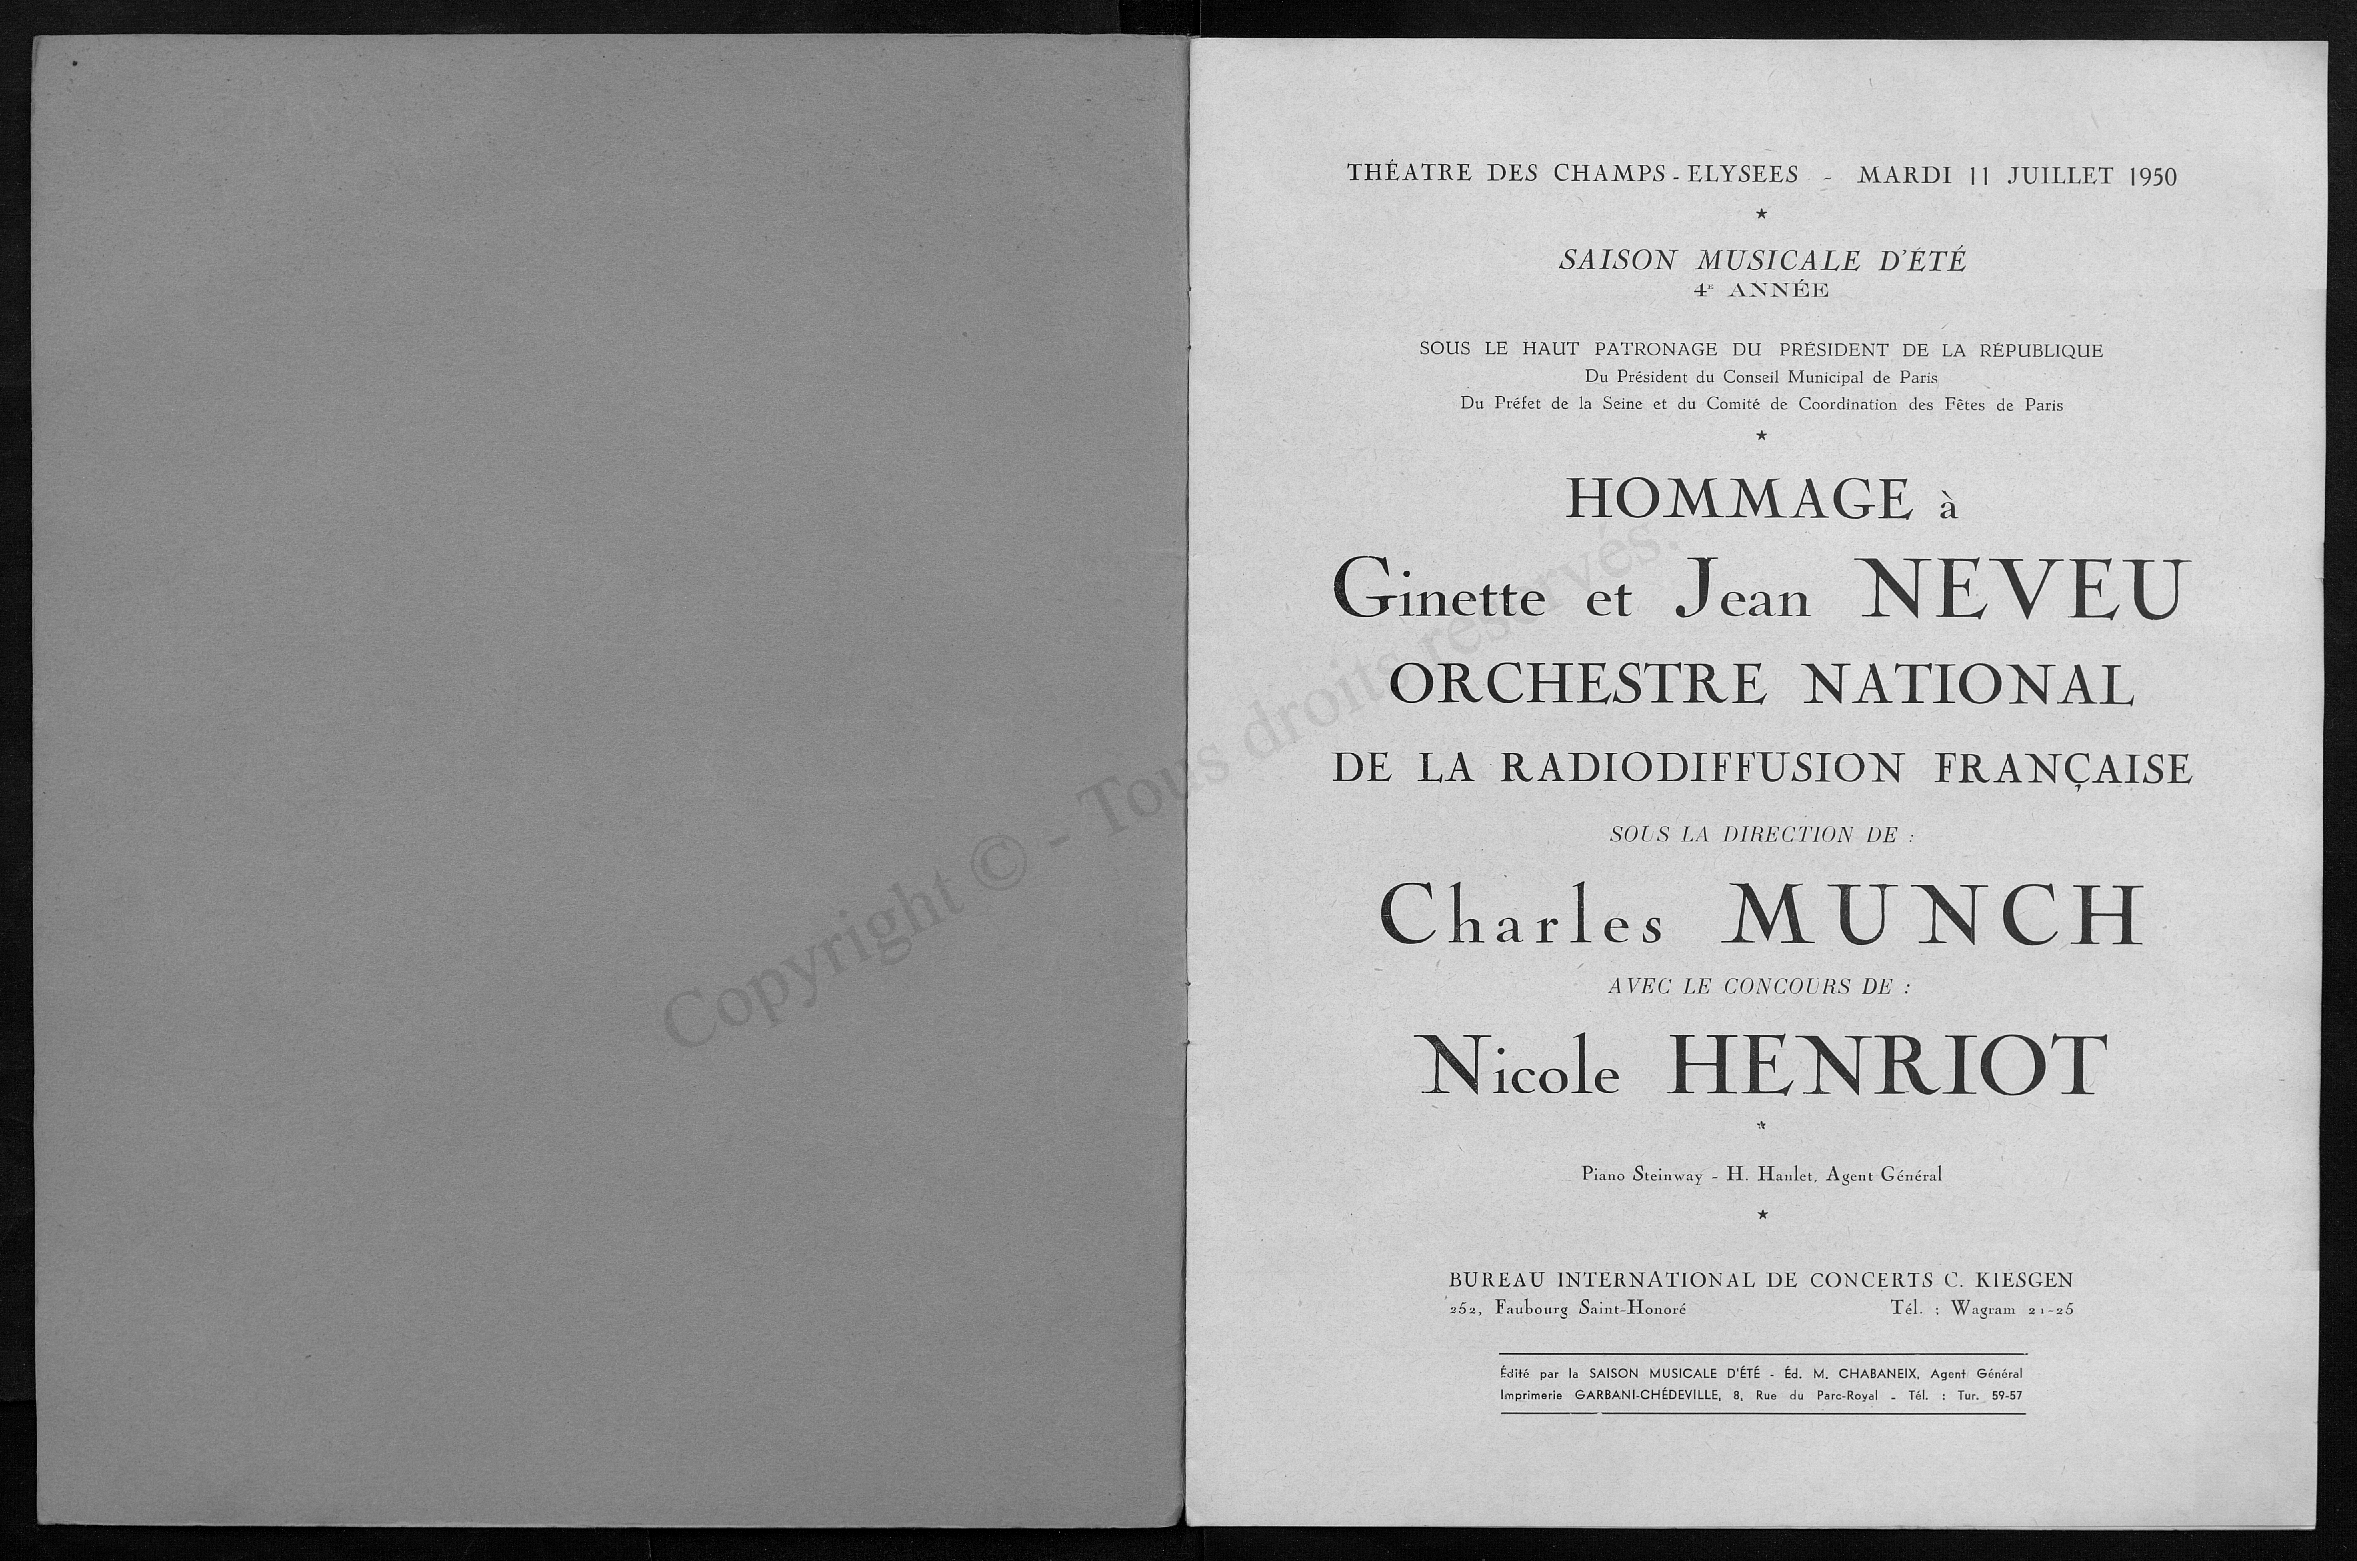 THÉATRE DES CHAMPS-ELYSEES - MARDI 11 JUILLET 1950
★
SAISON MUSICALE D'ÉTÉ
4E ANNÉE
SOUS LE HAUT PATRONAGE DU PRÉSIDENT DE LA RÉPUBLIQUE
Du Président du Conseil Municipal de Paris
Du Préfet de la Seine et du Comité de Coordination des Fêtes de Paris
★
HOMMAGE à
Ginette et Jean NEVEU
ORCHESTRE NATIONAL
DE LA RADIODIFFUSION FRANÇAISE
SOUS LA DIRECTION DE :
Charles MUNCH
AVEC LE CONCOURS DE :
Nicole HENRIOT
★
Piano Steinway - H. Hanlet, Agent Général
★
BUREAU INTERNATIONAL DE CONCERTS C. KIESGEN
252, Faubourg Saint-Honoré Tél. : Wagram 21-25
Édité par la SAISON MUSICALE D'ÉTÉ - Éd. M. CHABANEIX, Agent Général
Imprimerie GARBANI-CHÉDEVILLE, 8, Rue du Parc-Royal - Tél. : Tur. 59-57
Copyright © - Tous droits réservés.